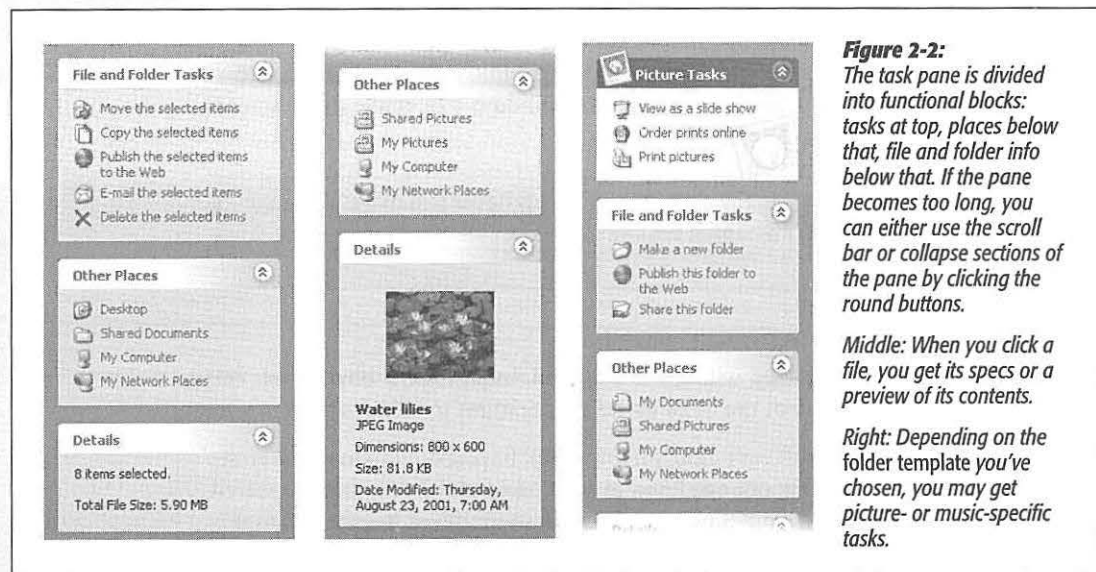 File and Folder Tasks
Move the selected items
Copy the selected items
Publish the selected items
to the Web
E-mail the selected items
Delete the selected items
Other Places
Desktop
Shared Documents
My Computer
My Network Places
Details
8 items selected.
Total File Size: 5.90 MB
Other Places
Shared Pictures
My Pictures
My Computer
My Network Places
Details
Water lilies
JPEG Image
Dimensions: 800 x 600
Size: 81.8 KB
Date Modified: Thursday,
August 23, 2001, 7:00 AM
Picture Tasks
View as a slide show
Order prints online
Print pictures
File and Folder Tasks
Make a new folder
Publish this folder to
the Web
Share this folder
Other Places
My Documents
Shared Pictures
My Computer
My Network Places
Details
Figure 2-2:
The task pane is divided
into functional blocks:
tasks at top, places below
that, file and folder info
below that. If the pane
becomes too long, you
can either use the scroll
bar or collapse sections of
the pane by clicking the
round buttons.
Middle: When you click a
file, you get its specs or a
preview of its contents.
Right: Depending on the
folder template you've
chosen, you may get
picture- or music-specific
tasks.